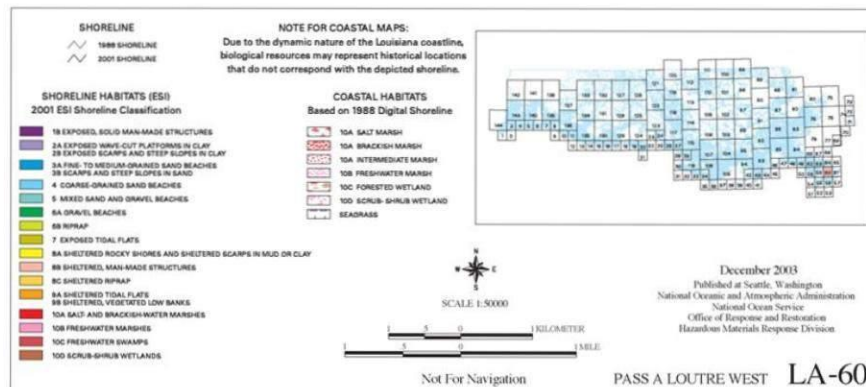 SHORELINE
1988 SHORELINE
2001 SHORELINE
NOTE FOR COASTAL MAPS:
Due to the dynamic nature of the Louisiana coastline,
biological resources may represent historical locations
that do not correspond with the depicted shoreline.
SHORELINE HABITATS (ESI)
2001 ESI Shoreline Classification
1B EXPOSED, SOLID MAN-MADE STRUCTURES
2A EXPOSED WAVE-CUT PLATFORMS IN CLAY
2B EXPOSED SCARPS AND STEEP SLOPES IN CLAY
3A FINE- TO MEDIUM-GRAINED SAND BEACHES
3B SCARPS AND STEEP SLOPES IN SAND
4 COARSE-GRAINED SAND BEACHES
5 MIXED SAND AND GRAVEL BEACHES
6A GRAVEL BEACHES
6B RIPRAP
7 EXPOSED TIDAL FLATS
8A SHELTERED ROCKY SHORES AND SHELTERED SCARPS IN MUD OR CLAY
8B SHELTERED, MAN-MADE STRUCTURES
8C SHELTERED RIPRAP
9A SHELTERED TIDAL FLATS
9B SHELTERED, VEGETATED LOW BANKS
10A SALT- AND BRACKISH-WATER MARSHES
10B FRESHWATER MARSHES
10C FRESHWATER SWAMPS
10D SCRUB-SHRUB WETLANDS
COASTAL HABITATS
Based on 1988 Digital Shoreline
10A SALT MARSH
10A BRACKISH MARSH
10A INTERMEDIATE MARSH
10B FRESHWATER MARSH
10C FORESTED WETLAND
10D SCRUB- SHRUB WETLAND
SEAGRASS
N
W E
S
SCALE 1:50000
1 .5 0 1 KILOMETER
1 .5 0 1 MILE
Not For Navigation
December 2003
Published at Seattle, Washington
National Oceanic and Atmospheric Administration
National Ocean Service
Office of Response and Restoration
Hazardous Materials Response Division
PASS A LOUTRE WEST LA-60